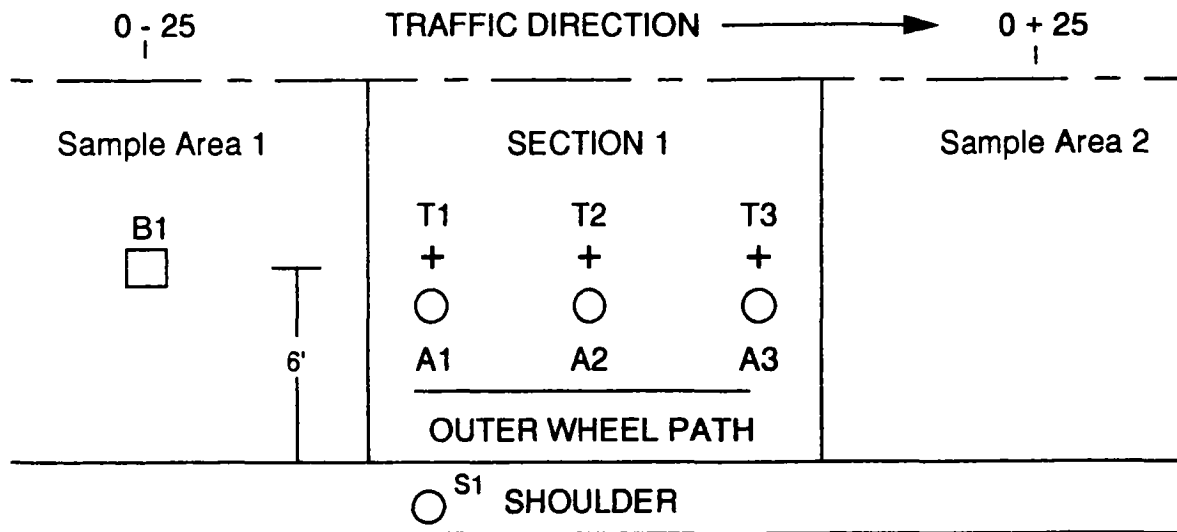 0 - 25 TRAFFIC DIRECTION 0 + 25
Sample Area 1 SECTION 1 Sample Area 2
T1 T2 T3
B1
6'
A1 A2 A3
OUTER WHEEL PATH
S1 SHOULDER